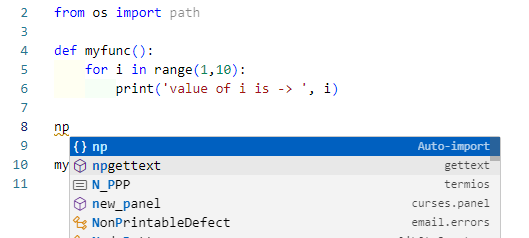 2 from os import path
3
4 def myfunc():
5 for i in range(1,10):
6 print('value of i is -> ', i)
7
8 np
9 {} np Auto-import
10 my npgettext gettext
11 N_PPP termios
new_panel curses.panel
NonPrintableDefect email.errors